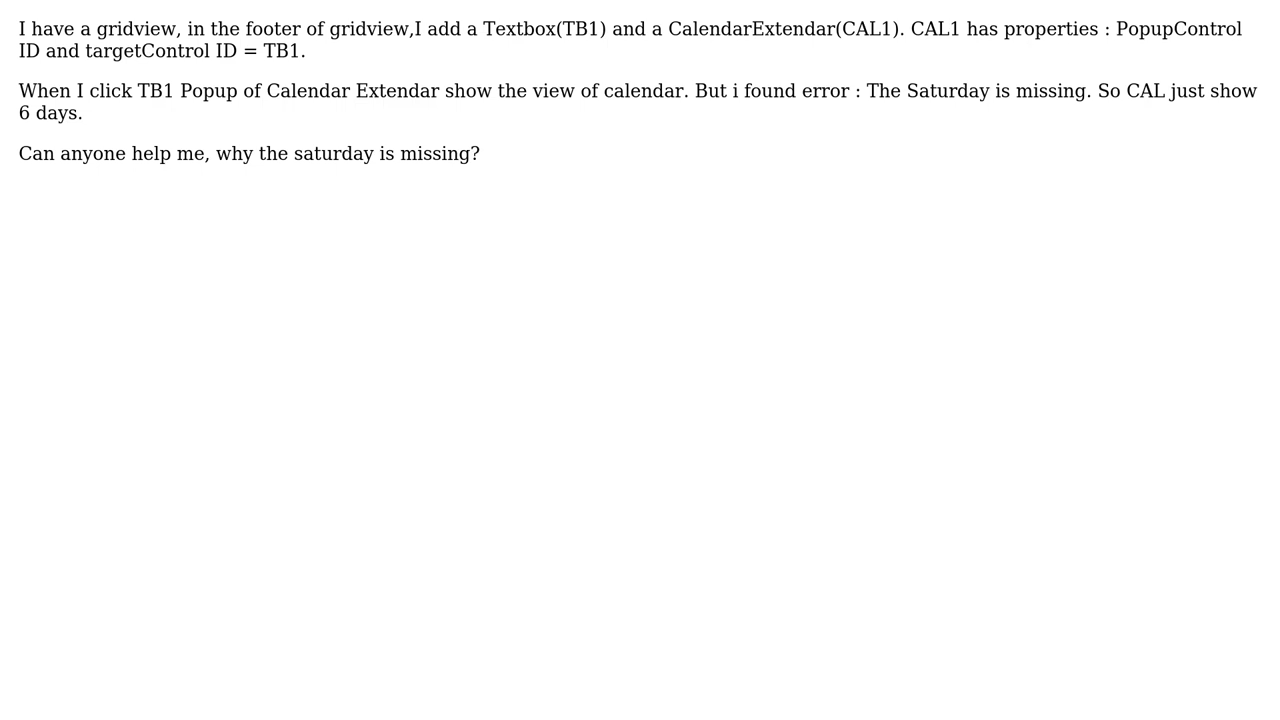 I have a gridview, in the footer of gridview,I add a Textbox(TB1) and a CalendarExtendar(CAL1). CAL1 has properties : PopupControl
ID and targetControl ID = TB1.
When I click TB1 Popup of Calendar Extendar show the view of calendar. But i found error : The Saturday is missing. So CAL just show
6 days.
Can anyone help me, why the saturday is missing?